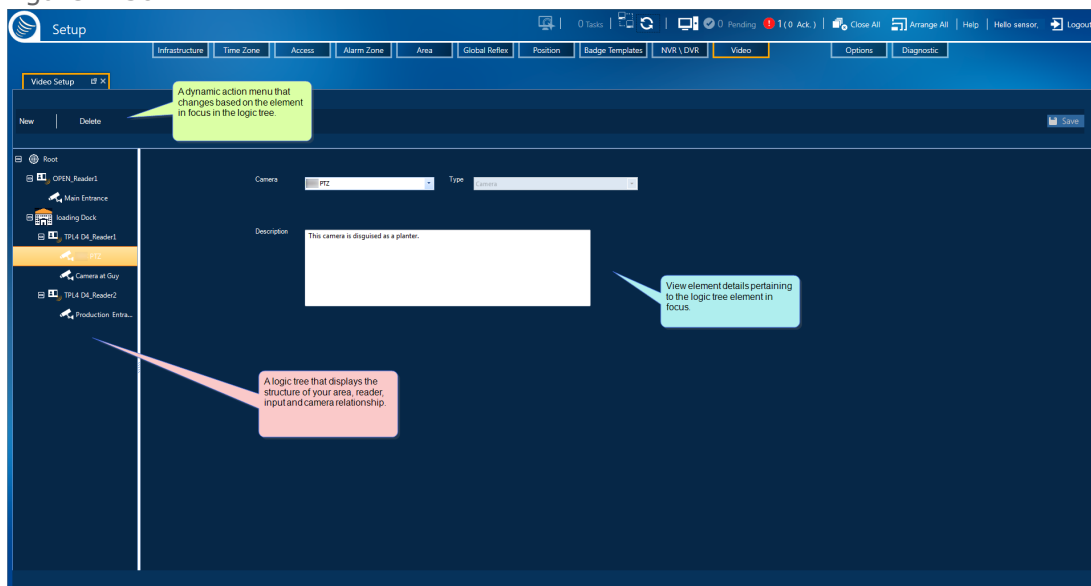 Setup
0 Tasks
0 Pending
1 ( 0 Ack. )
Close All
Arrange All
Help
Hello sensor,
Logout
Infrastructure
Time Zone
Access
Alarm Zone
Area
Global Reflex
Position
Badge Templates
NVR \ DVR
Video
Options
Diagnostic
Video Setup
A dynamic action menu that
changes based on the element
in focus in the logic tree.
New
Delete
Save
Root
OPEN_Reader1
Main Entrance
loading Dock
TPL4 D4_Reader1
PTZ
Camera at Guy
TPL4 D4_Reader2
Production Entra...
Camera
PTZ
Type
Camera
Description
This camera is disguised as a planter.
View element details pertaining
to the logic tree element in
focus.
A logic tree that displays the
structure of your area, reader,
input and camera relationship.